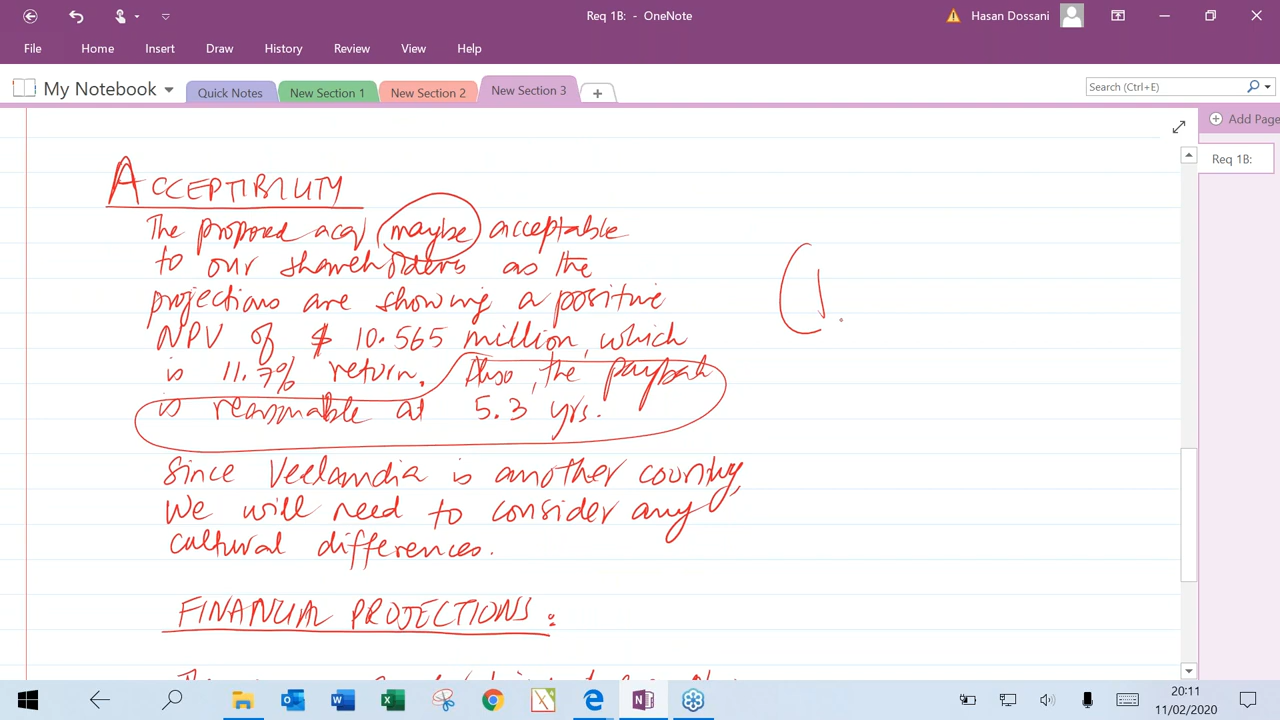 Req 1B: - OneNote
Hasan Dossani
File Home Insert Draw History Review View Help
My Notebook
Quick Notes
New Section 1
New Section 2
New Section 3
Search (Ctrl+E)
Add Page
Req 1B:
ACCEPTIBILITY
The proposed acq maybe acceptable
to our shareholders as the
projections are showing a positive
NPV of $ 10.565 million, which
is 11.7% return. Also, the payback
is reasonable at 5.3 yrs.
Since Veelandia is another country,
We will need to consider any
cultural differences.
FINANCIAL PROJECTIONS:
(1.
20:11
11/02/2020